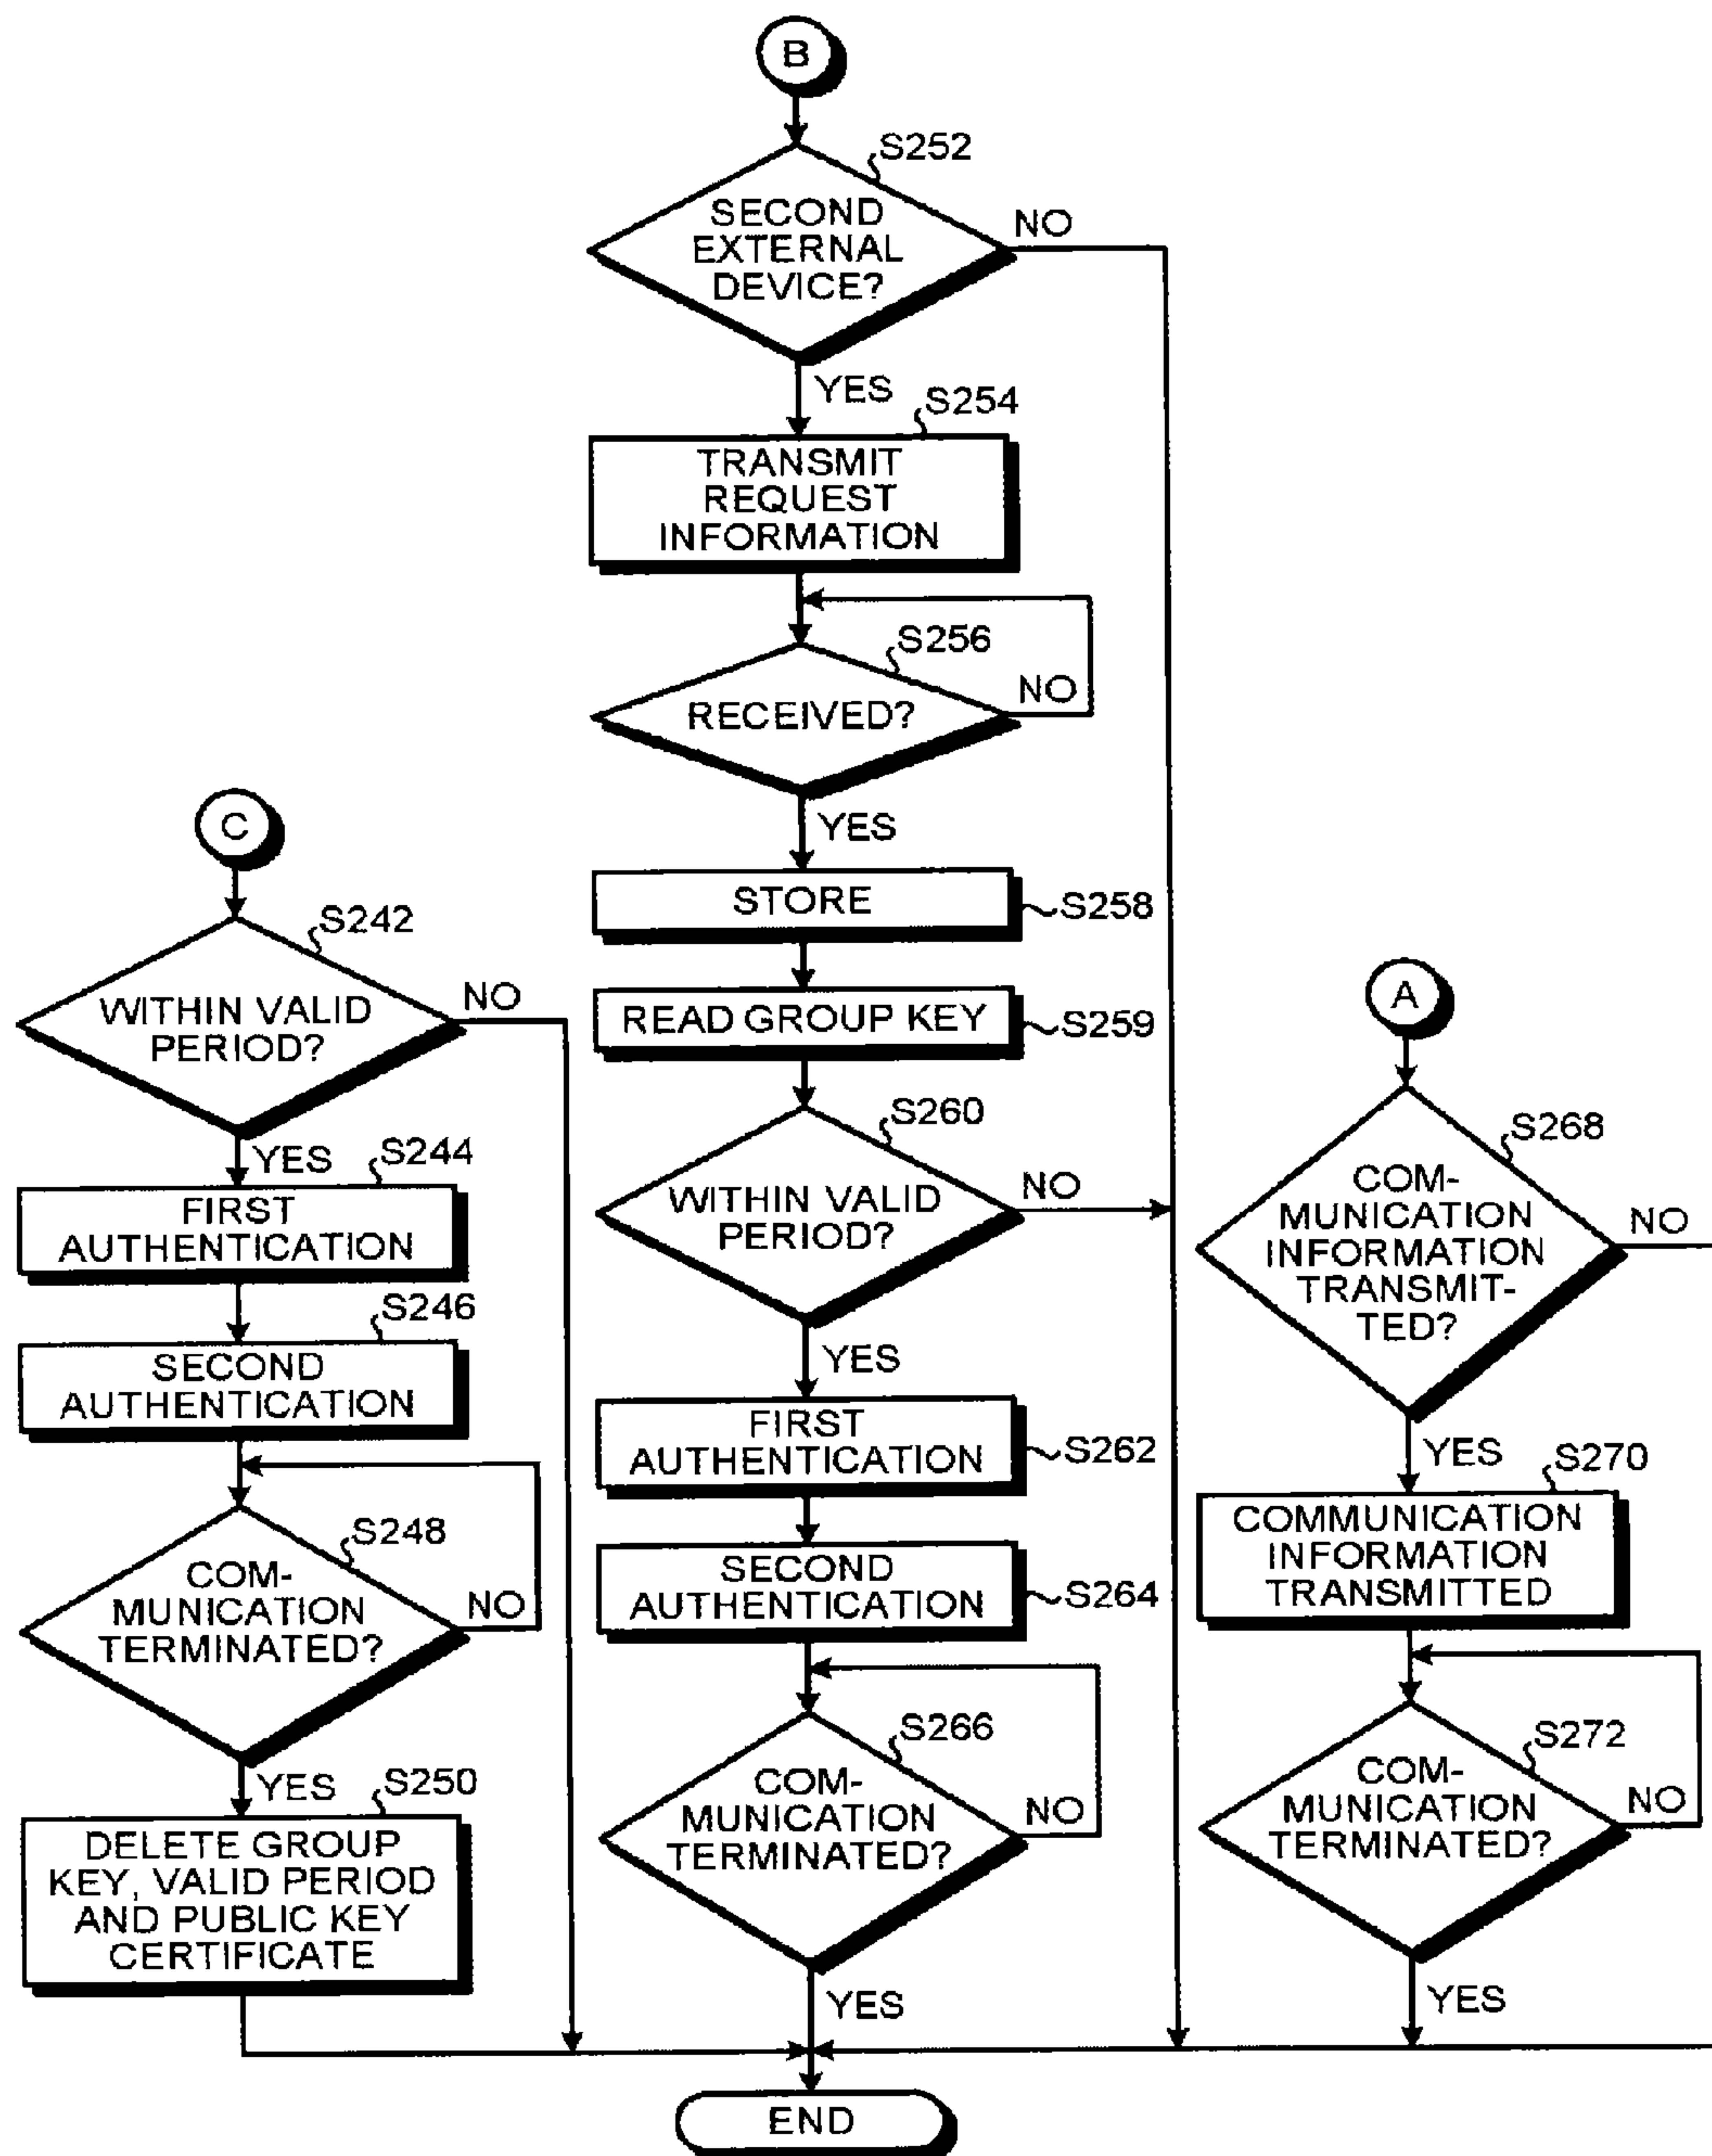 B
S252
SECOND
EXTERNAL
DEVICE?
NO
YES
S254
TRANSMIT
REQUEST
INFORMATION
S256
RECEIVED?
NO
YES
STORE
S258
READ GROUP KEY
S259
S260
WITHIN VALID
PERIOD?
NO
YES
FIRST
AUTHENTICATION
S262
SECOND
AUTHENTICATION
S264
S266
COM-
MUNICATION
TERMINATED?
NO
YES
C
S242
WITHIN VALID
PERIOD?
NO
YES
S244
FIRST
AUTHENTICATION
S246
SECOND
AUTHENTICATION
S248
COM-
MUNICATION
TERMINATED?
NO
YES
S250
DELETE GROUP
KEY, VALID PERIOD
AND PUBLIC KEY
CERTIFICATE
A
S268
COM-
MUNICATION
INFORMATION
TRANSMIT-
TED?
NO
YES
S270
COMMUNICATION
INFORMATION
TRANSMITTED
S272
COM-
MUNICATION
TERMINATED?
NO
YES
END